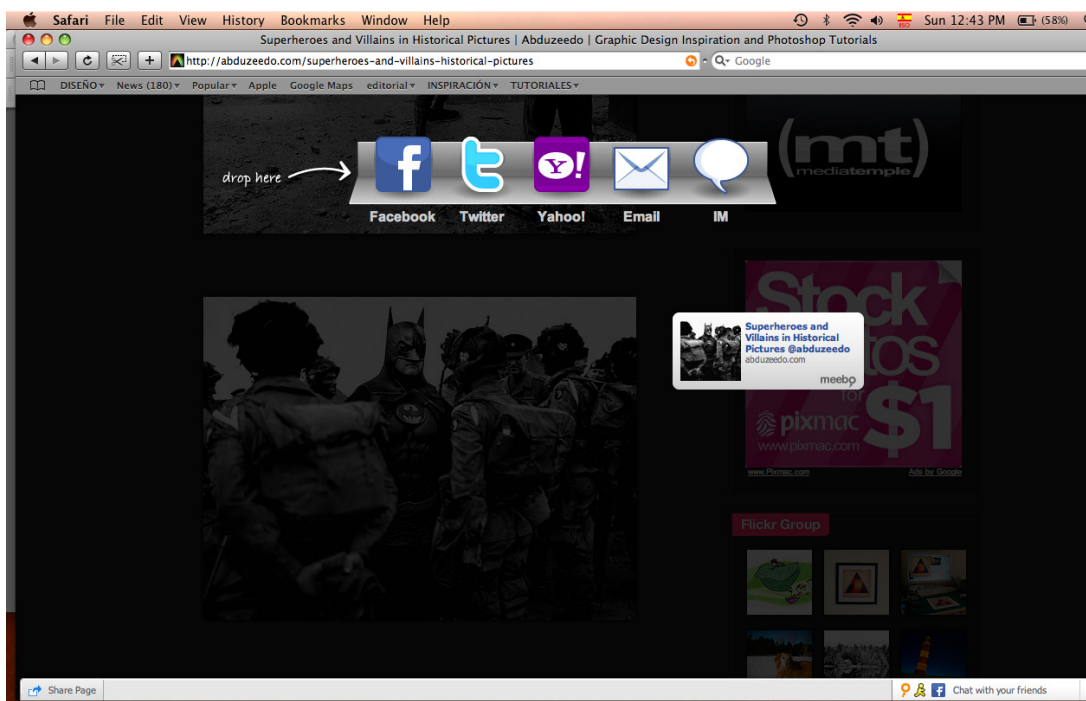 Safari File Edit View History Bookmarks Window Help
ISO Sun 12:43 PM (58%)
Superheroes and Villains in Historical Pictures | Abduzeedo | Graphic Design Inspiration and Photoshop Tutorials
http://abduzeedo.com/superheroes-and-villains-historical-pictures
Google
DISEÑO News (180) Popular Apple Google Maps editorial INSPIRACIÓN TUTORIALES
drop here
Facebook Twitter Yahoo! Email IM
(mt)
mediatemple
Stock
Superheroes and
Villains in Historical
Pictures @abduzeedo
abduzeedo.com
meebo
for
$1
pixmac
www.pixmac.com
www.Pixmac.com Ads by Google
Flickr Group
Share Page
Chat with your friends